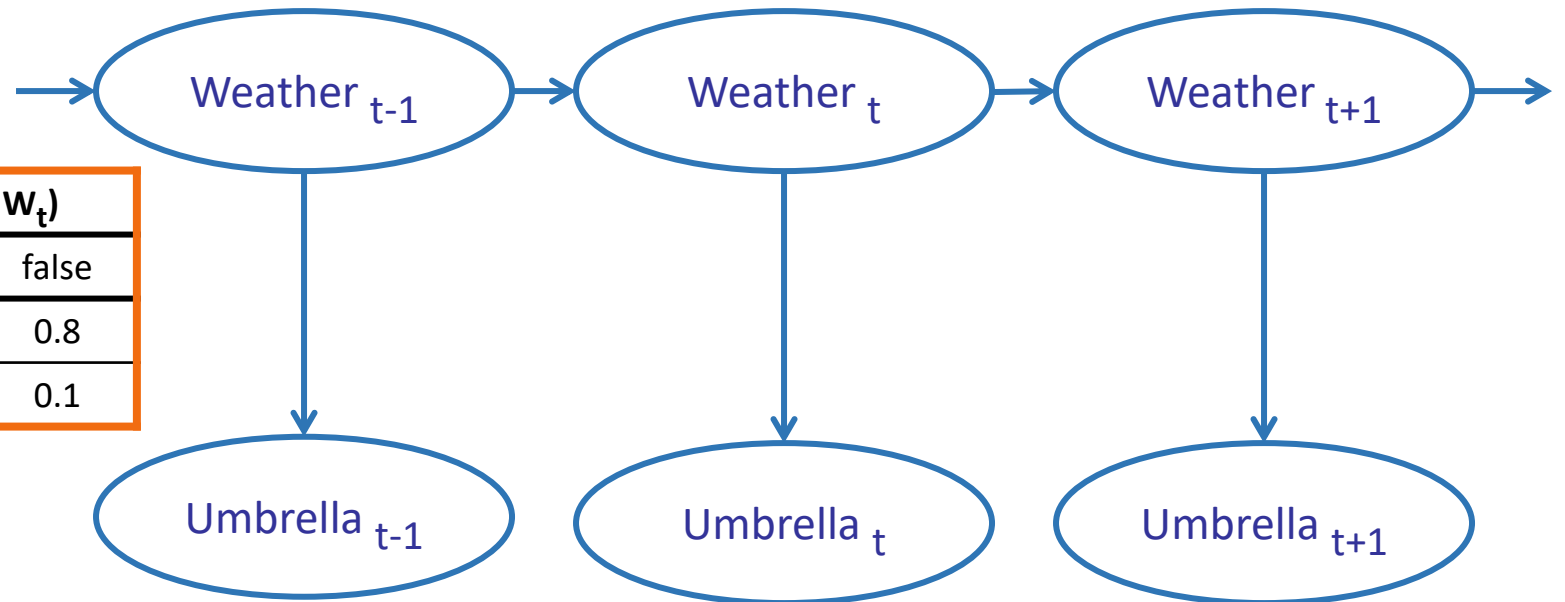 Weather t-1
Weather t
Weather t+1
Wt)
false
0.8
0.1
Umbrella t-1
Umbrella t
Umbrella t+1